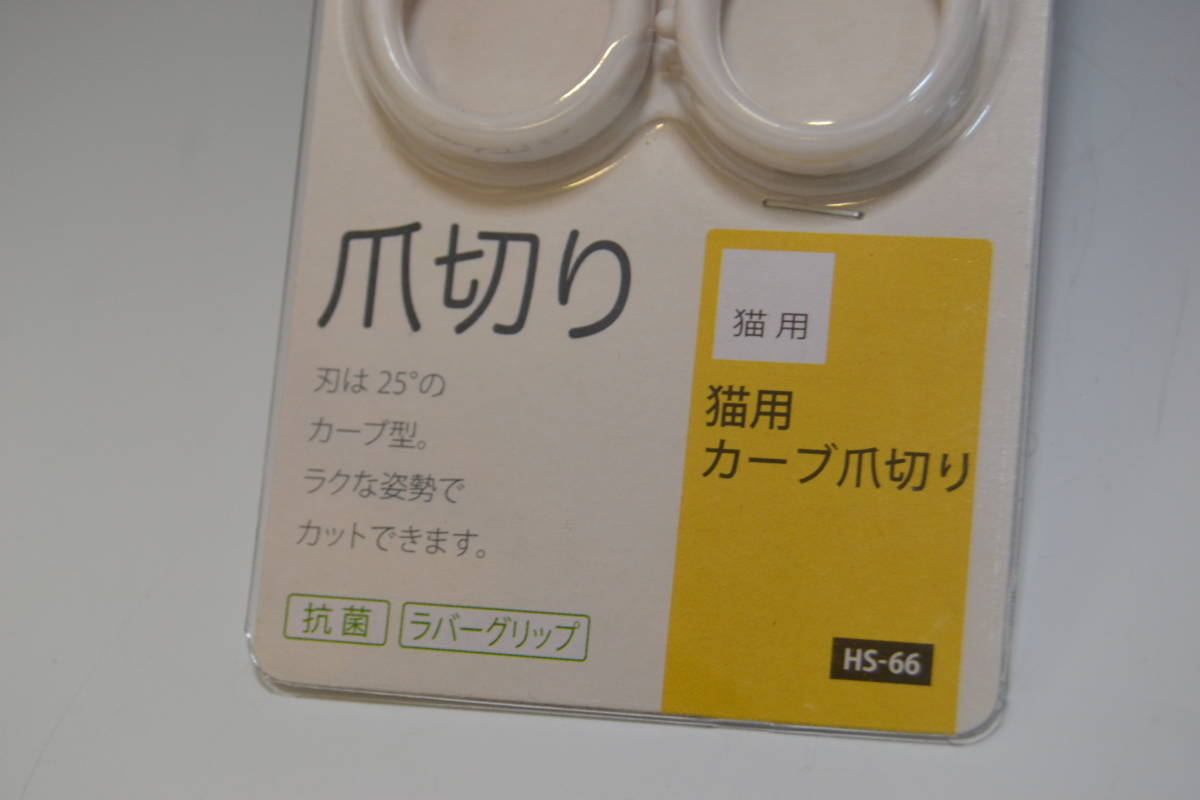 爪切り
刃は25°の
カーブ型。
ラクな姿勢で
カットできます。
抗菌
ラバーグリップ
猫用
猫用
カーブ爪切り
HS-66